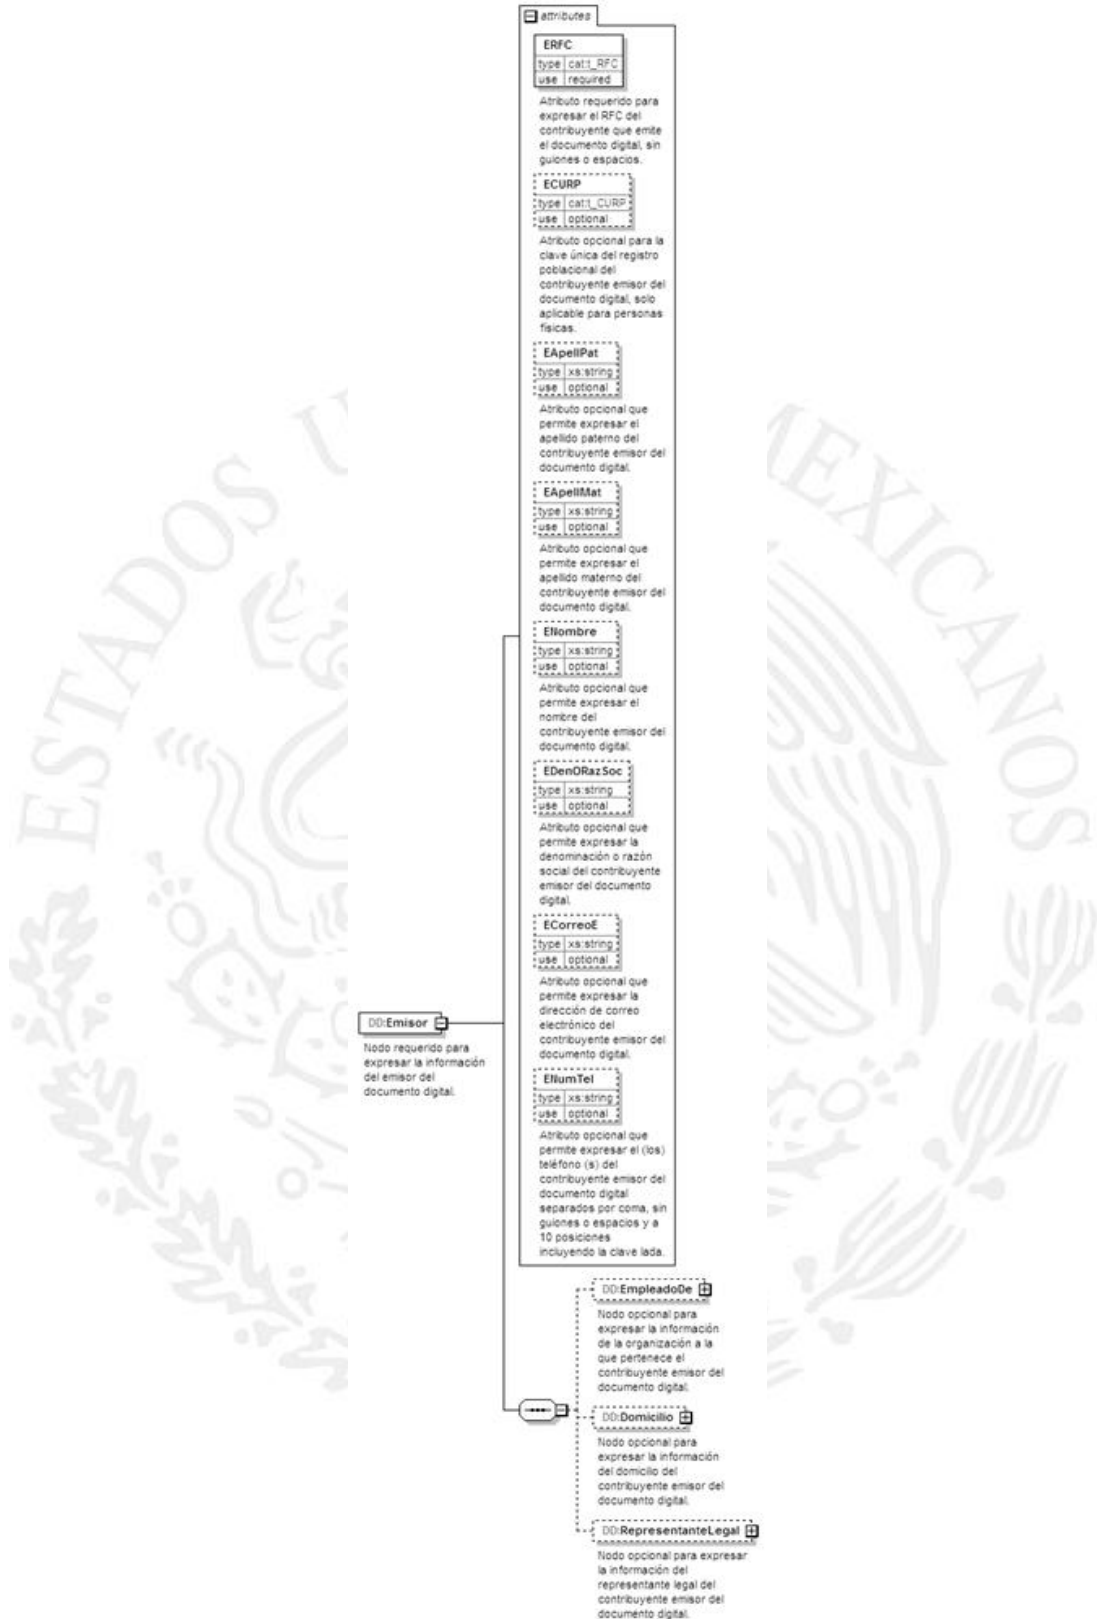 attributes
ERFC
type cat:t_RFC
use required
Atributo requerido para
expresar el RFC del
contribuyente que emite
el documento digital, sin
guiones o espacios.
ECURP
type cat:t_CURP
use optional
Atributo opcional para la
clave única del registro
poblacional del
contribuyente emisor del
documento digital, solo
aplicable para personas
físicas.
EApellPat
type xs:string
use optional
Atributo opcional que
permite expresar el
apellido paterno del
contribuyente emisor del
documento digital.
EApellMat
type xs:string
use optional
Atributo opcional que
permite expresar el
apellido materno del
contribuyente emisor del
documento digital.
ENombre
type xs:string
use optional
Atributo opcional que
permite expresar el
nombre del
contribuyente emisor del
documento digital.
EDenORazSoc
type xs:string
use optional
Atributo opcional que
permite expresar la
denominación o razón
social del contribuyente
emisor del documento
digital.
ECorreoE
type xs:string
use optional
Atributo opcional que
permite expresar la
dirección de correo
electrónico del
contribuyente emisor del
documento digital.
DD:Emisor
Nodo requerido para
expresar la información
del emisor del
documento digital.
ENumTel
type xs:string
use optional
Atributo opcional que
permite expresar el (los)
teléfono (s) del
contribuyente emisor del
documento digital
separados por coma, sin
guiones o espacios y a
10 posiciones
incluyendo la clave lada.
DD:EmpleadoDe
Nodo opcional para
expresar la información
de la organización a la
que pertenece el
contribuyente emisor del
documento digital.
DD:Domicilio
Nodo opcional para
expresar la información
del domicilio del
contribuyente emisor del
documento digital.
DD:RepresentanteLegal
Nodo opcional para expresar
la información del
representante legal del
contribuyente emisor del
documento digital.
ESTADOS U
MEXICANOS